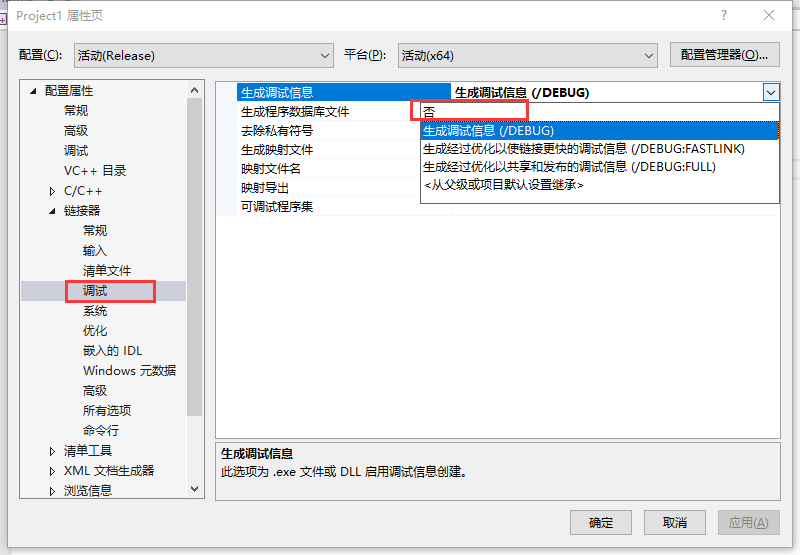 Project1 属性页
配置(C): 活动(Release) 平台(P): 活动(x64) 配置管理器(O)...
配置属性
常规
高级
调试
VC++ 目录
C/C++
链接器
常规
输入
清单文件
调试
系统
优化
嵌入的 IDL
Windows 元数据
高级
所有选项
命令行
清单工具
XML 文档生成器
浏览信息
生成调试信息 生成调试信息 (/DEBUG)
生成程序数据库文件
去除私有符号
生成映射文件
映射文件名
映射导出
可调试程序集
否
生成调试信息 (/DEBUG)
生成经过优化以使链接更快的调试信息 (/DEBUG:FASTLINK)
生成经过优化以共享和发布的调试信息 (/DEBUG:FULL)
<从父级或项目默认设置继承>
生成调试信息
此选项为 .exe 文件或 DLL 启用调试信息创建。
确定 取消 应用(A)